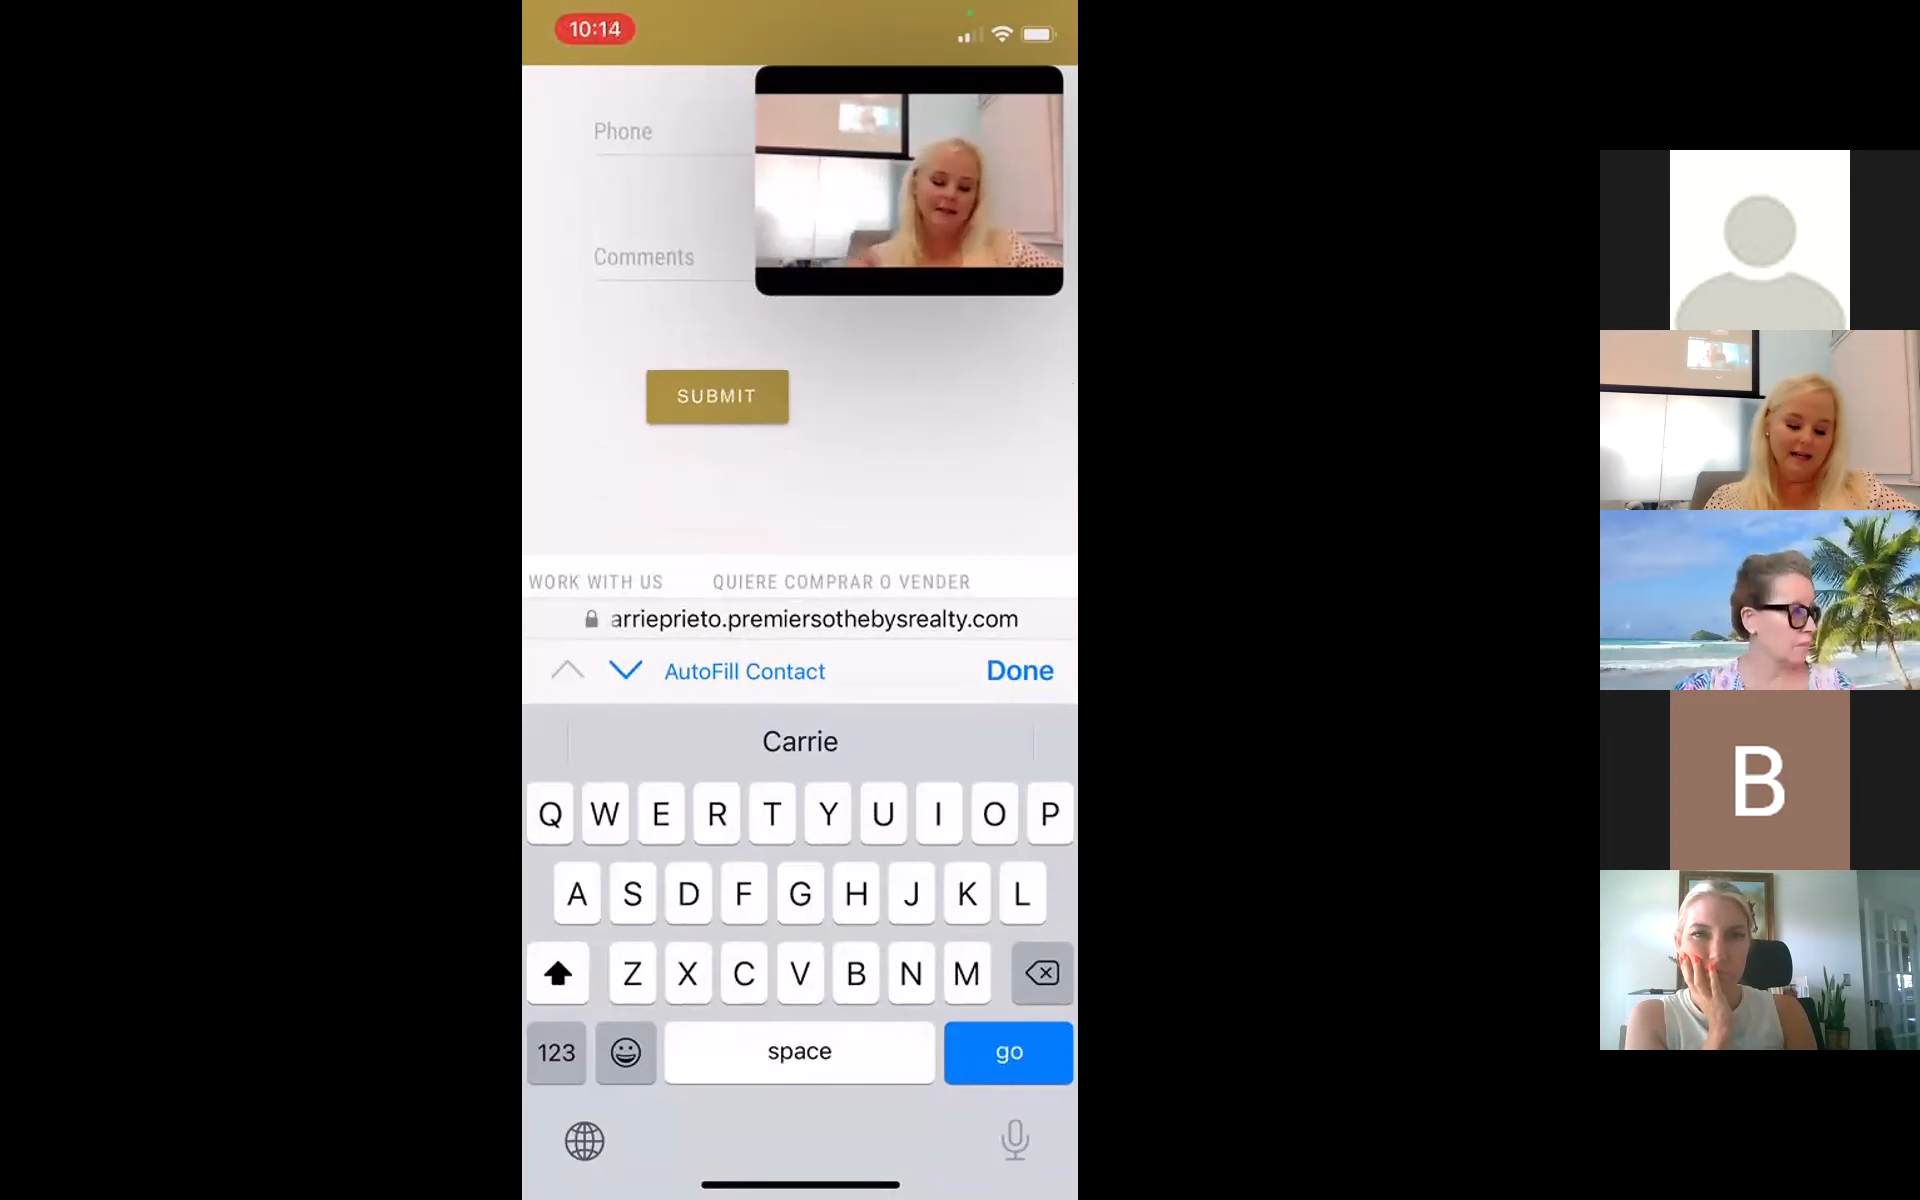 10:14
Phone
Comments
SUBMIT
WORK WITH US QUIERE COMPRAR O VENDER
arrieprieto.premiersothebysrealty.com
AutoFill Contact Done
Carrie
Q W E R T Y U I O P
A S D F G H J K L
Z X C V B N M
123 space go
B